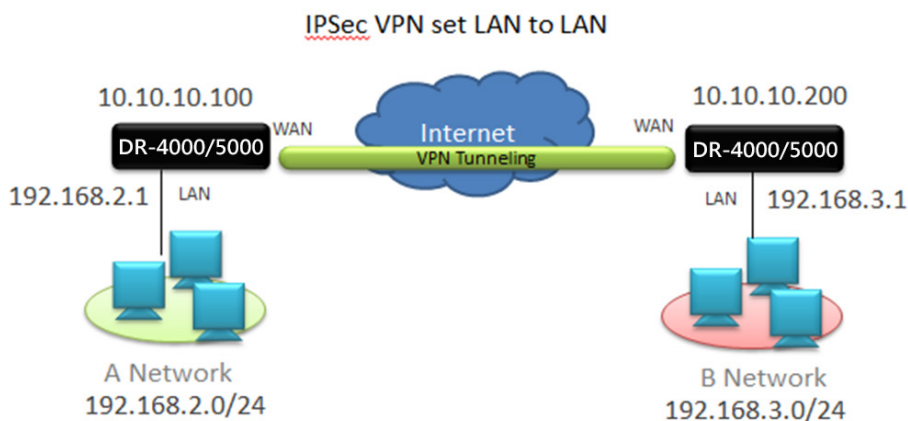 IPSec VPN set LAN to LAN
10.10.10.100
10.10.10.200
WAN
Internet
WAN
DR-4000/5000
VPN Tunneling
DR-4000/5000
192.168.2.1
LAN
LAN
192.168.3.1
A Network
192.168.2.0/24
B Network
192.168.3.0/24